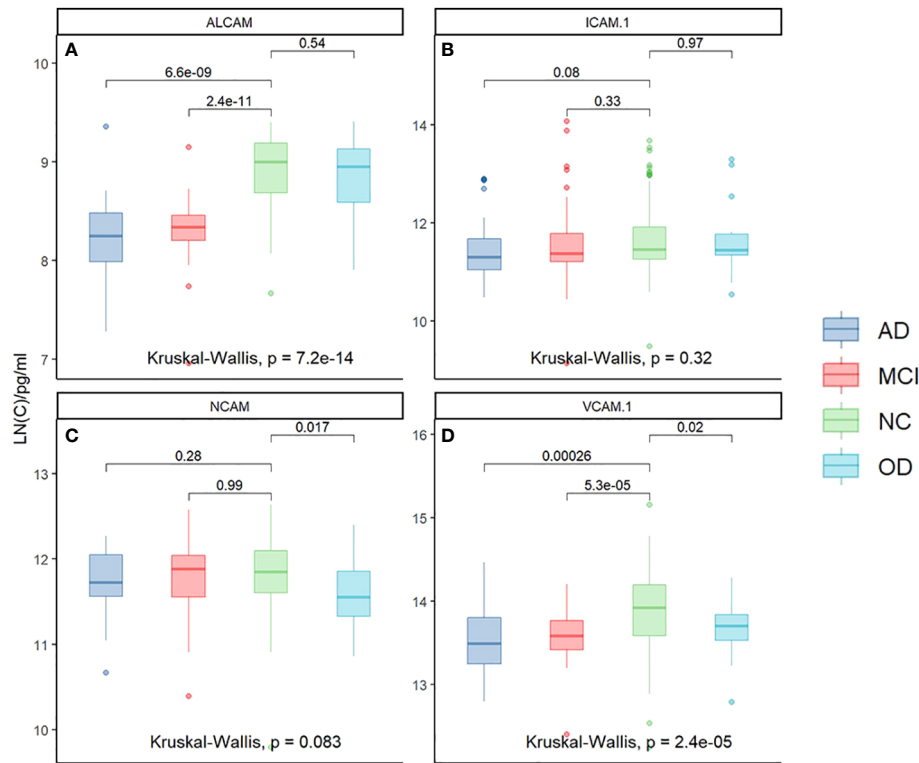 ALCAM
A
0.54
6.6e-09
2.4e-11
10
9
8
7
Kruskal-Wallis, p = 7.2e-14
ICAM.1
B
0.97
0.08
0.33
14
12
10
Kruskal-Wallis, p = 0.32
LN(C)/pg/ml
NCAM
C
0.017
0.28
0.99
13
12
11
10
Kruskal-Wallis, p = 0.083
VCAM.1
D
0.02
0.00026
5.3e-05
16
15
14
13
Kruskal-Wallis, p = 2.4e-05
AD
MCI
NC
OD